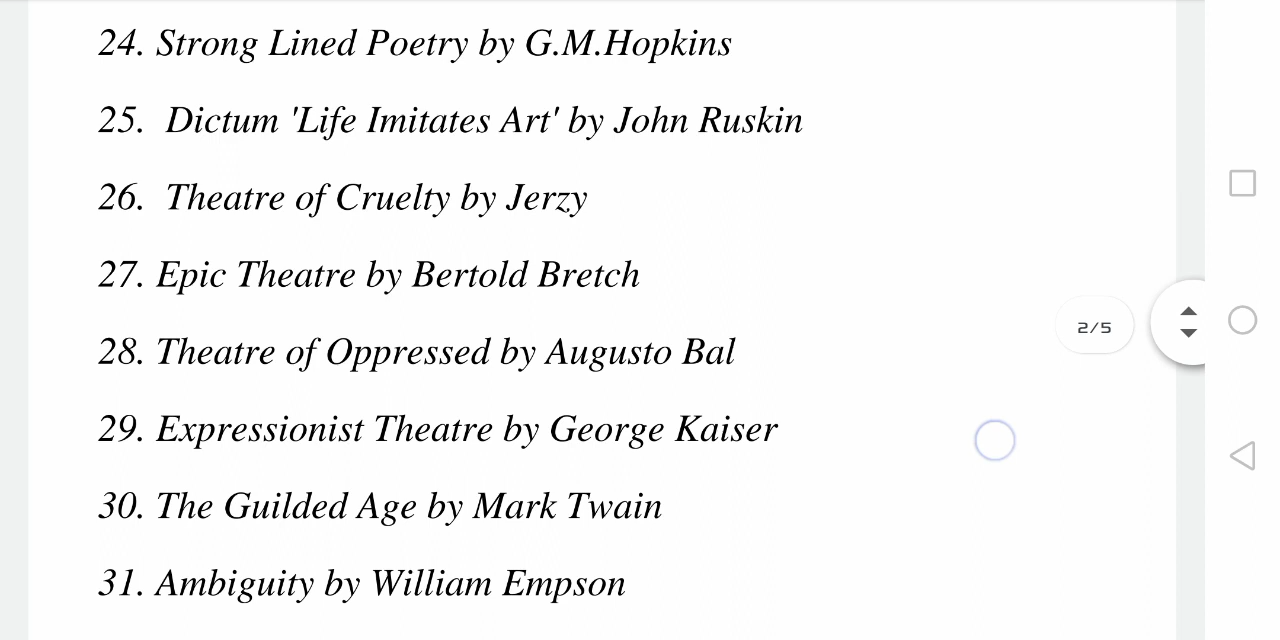 24. Strong Lined Poetry by G.M.Hopkins
25. Dictum 'Life Imitates Art' by John Ruskin
26. Theatre of Cruelty by Jerzy
27. Epic Theatre by Bertold Bretch
28. Theatre of Oppressed by Augusto Bal
2/5
29. Expressionist Theatre by George Kaiser
30. The Guilded Age by Mark Twain
31. Ambiguity by William Empson